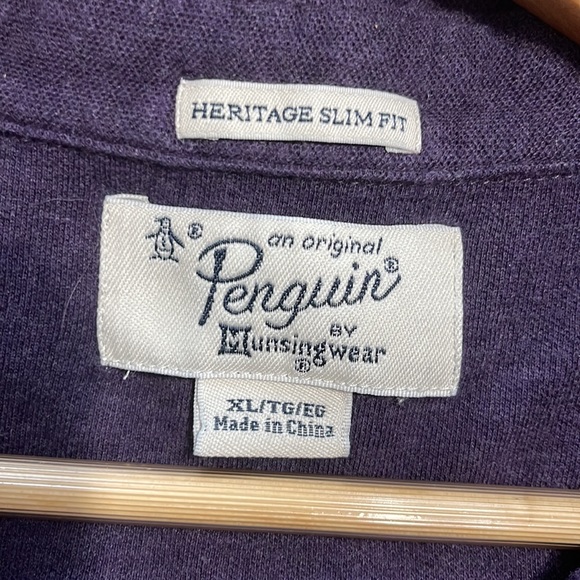 HERITAGE SLIM FIT
® an original
Penguin®
BY
Munsingwear®
XL/TG/EG
Made in China